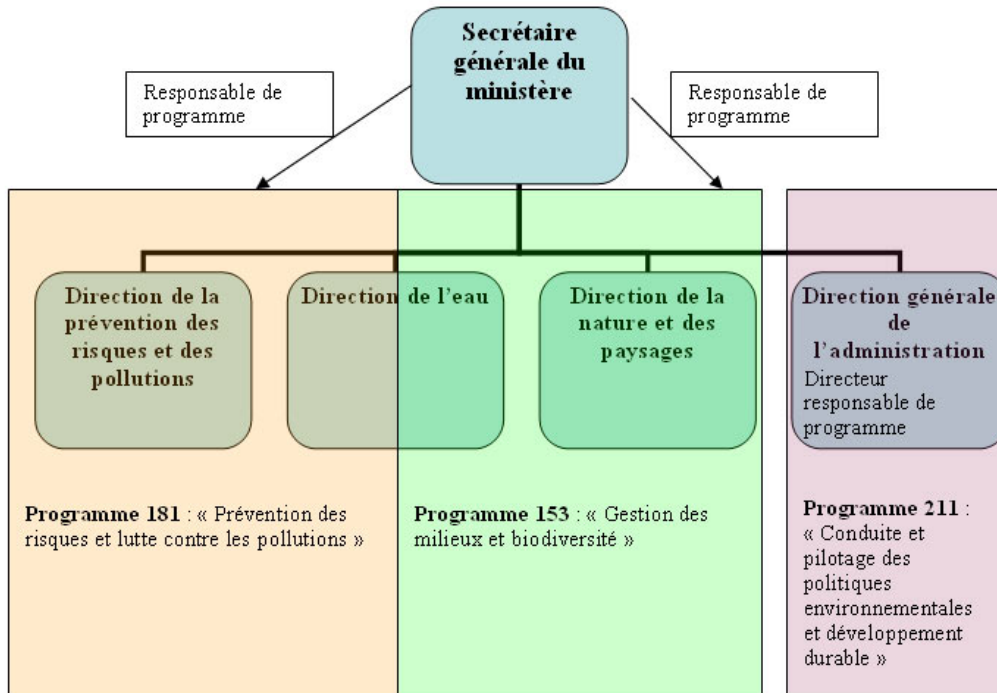 Secrétaire
générale du
ministère
Responsable de
programme
Responsable de
programme
Direction de la
prévention des
risques et des
pollutions
Direction de l’eau
Direction de la
nature et des
paysages
Direction générale
de
l’administration
Directeur
responsable de
programme
Programme 181 : « Prévention des
risques et lutte contre les pollutions »
Programme 153 : « Gestion des
milieux et biodiversité »
Programme 211 :
« Conduite et
pilotage des
politiques
environnementales
et développement
durable »